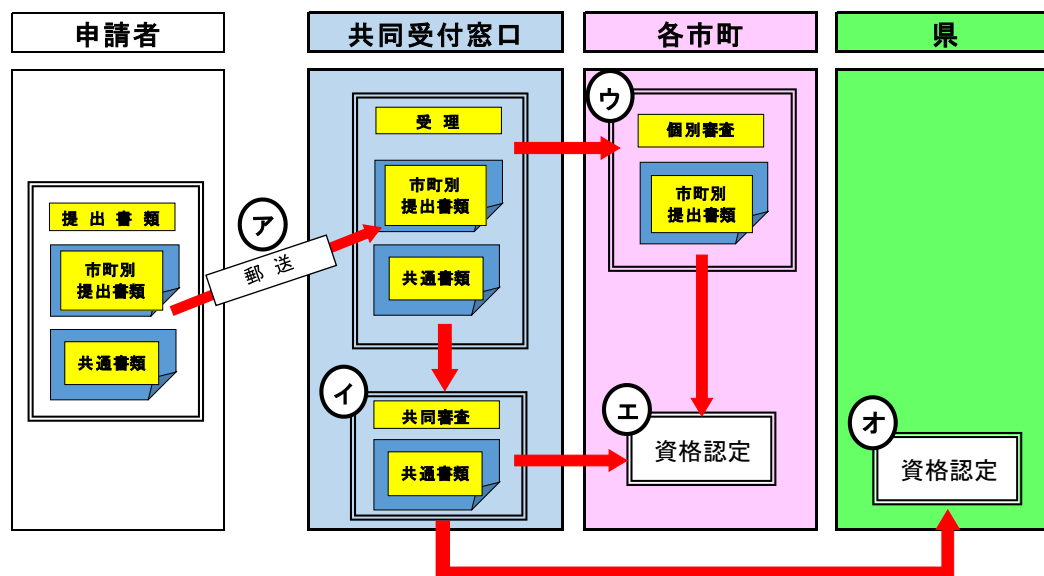 申請者
共同受付窓口
各市町
県
提出書類
市町別
提出書類
共通書類
ア
郵送
受理
市町別
提出書類
共通書類
イ
共同審査
共通書類
ウ
個別審査
市町別
提出書類
エ
資格認定
オ
資格認定